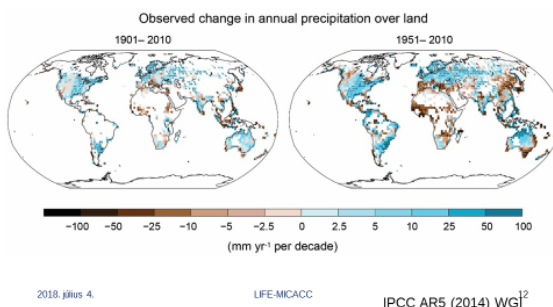 Observed change in annual precipitation over land
1901– 2010
1951– 2010
−100 −50 −25 −10 −5 −2.5 0 2.5 5 10 25 50 100
(mm yr⁻¹ per decade)
2018. július 4.
LIFE-MICACC
IPCC AR5 (2014) WGI
12